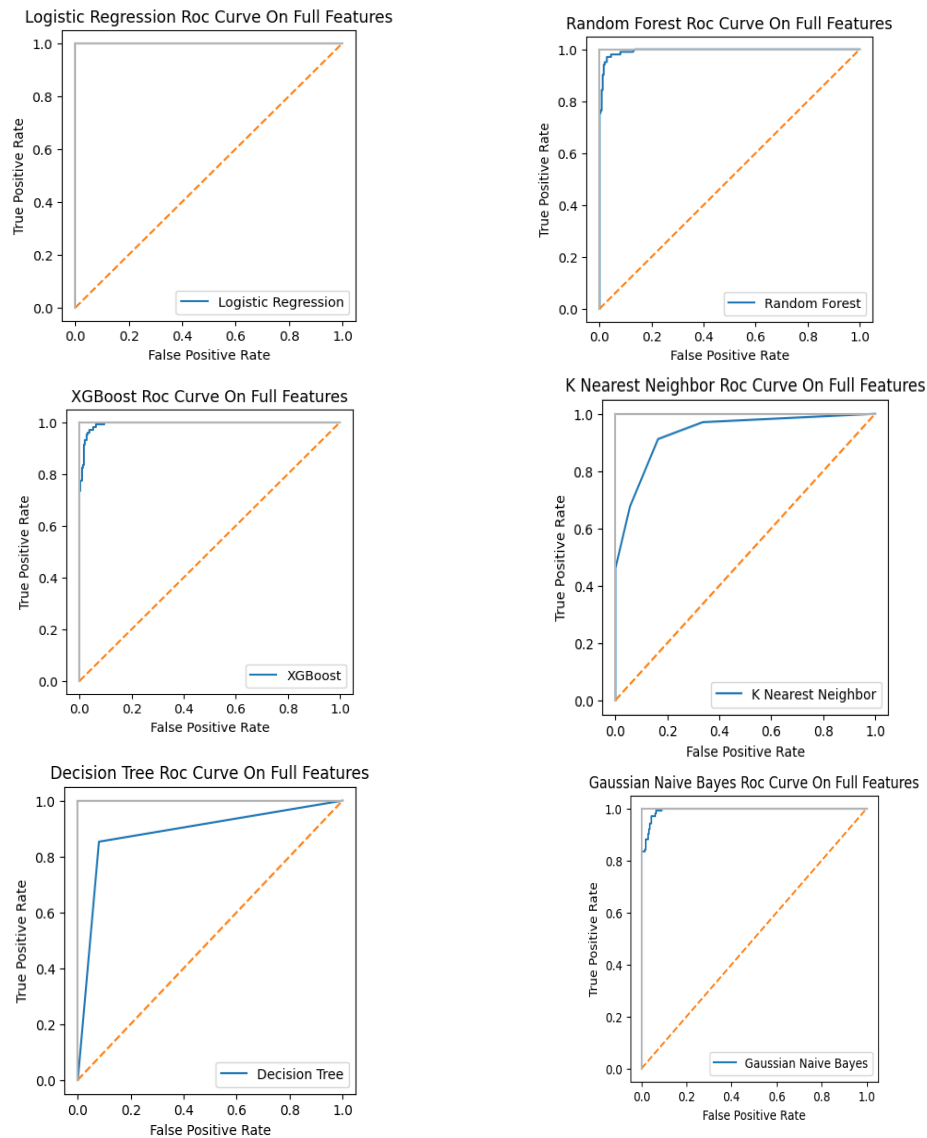 Logistic Regression Roc Curve On Full Features
1.0
0.8
0.6
0.4
0.2
0.0
True Positive Rate
Logistic Regression
0.0 0.2 0.4 0.6 0.8 1.0
False Positive Rate
Random Forest Roc Curve On Full Features
1.0
0.8
0.6
0.4
0.2
0.0
True Positive Rate
Random Forest
0.0 0.2 0.4 0.6 0.8 1.0
False Positive Rate
XGBoost Roc Curve On Full Features
1.0
0.8
0.6
0.4
0.2
0.0
True Positive Rate
XGBoost
0.0 0.2 0.4 0.6 0.8 1.0
False Positive Rate
K Nearest Neighbor Roc Curve On Full Features
1.0
0.8
0.6
0.4
0.2
0.0
True Positive Rate
K Nearest Neighbor
0.0 0.2 0.4 0.6 0.8 1.0
False Positive Rate
Decision Tree Roc Curve On Full Features
1.0
0.8
0.6
0.4
0.2
0.0
True Positive Rate
Decision Tree
0.0 0.2 0.4 0.6 0.8 1.0
False Positive Rate
Gaussian Naive Bayes Roc Curve On Full Features
1.0
0.8
0.6
0.4
0.2
0.0
True Positive Rate
Gaussian Naive Bayes
0.0 0.2 0.4 0.6 0.8 1.0
False Positive Rate